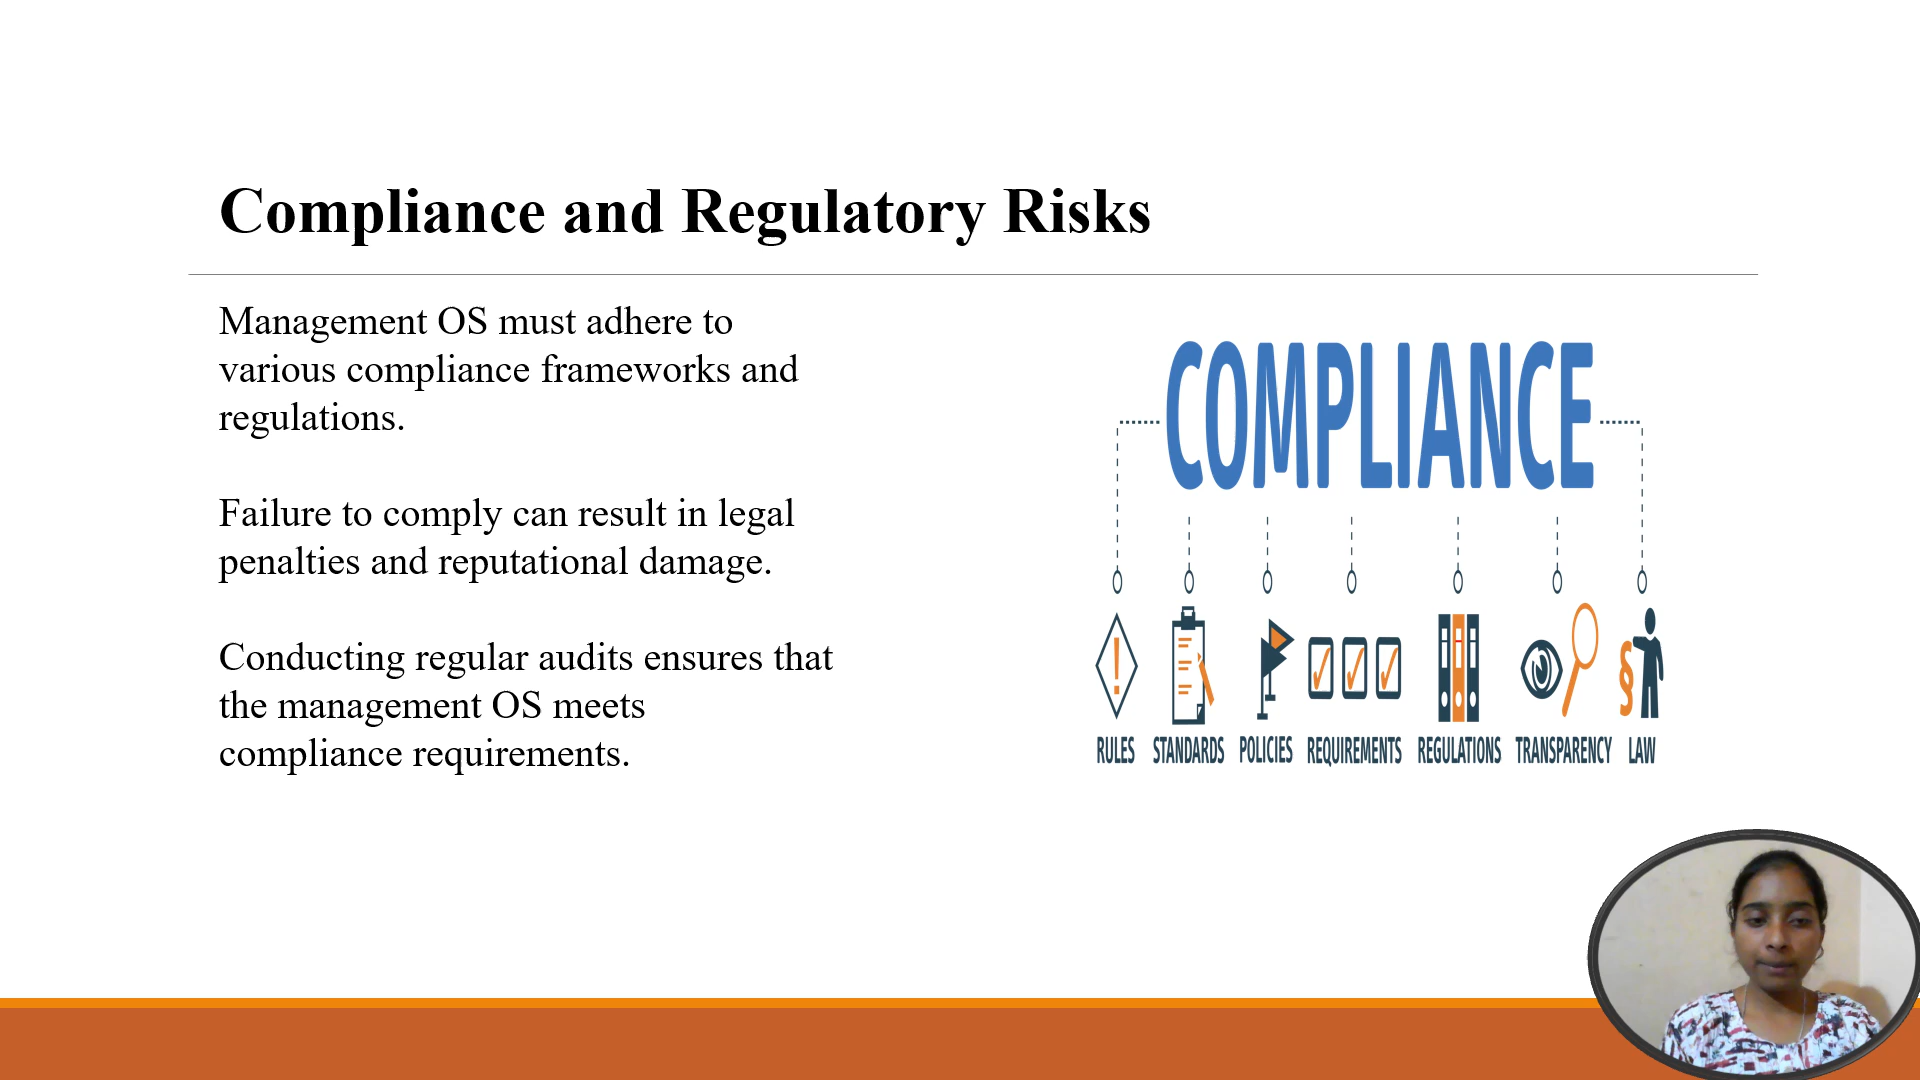 Compliance and Regulatory Risks
Management OS must adhere to
various compliance frameworks and
regulations.
Failure to comply can result in legal
penalties and reputational damage.
Conducting regular audits ensures that
the management OS meets
compliance requirements.
COMPLIANCE
RULES STANDARDS POLICIES REQUIREMENTS REGULATIONS TRANSPARENCY LAW